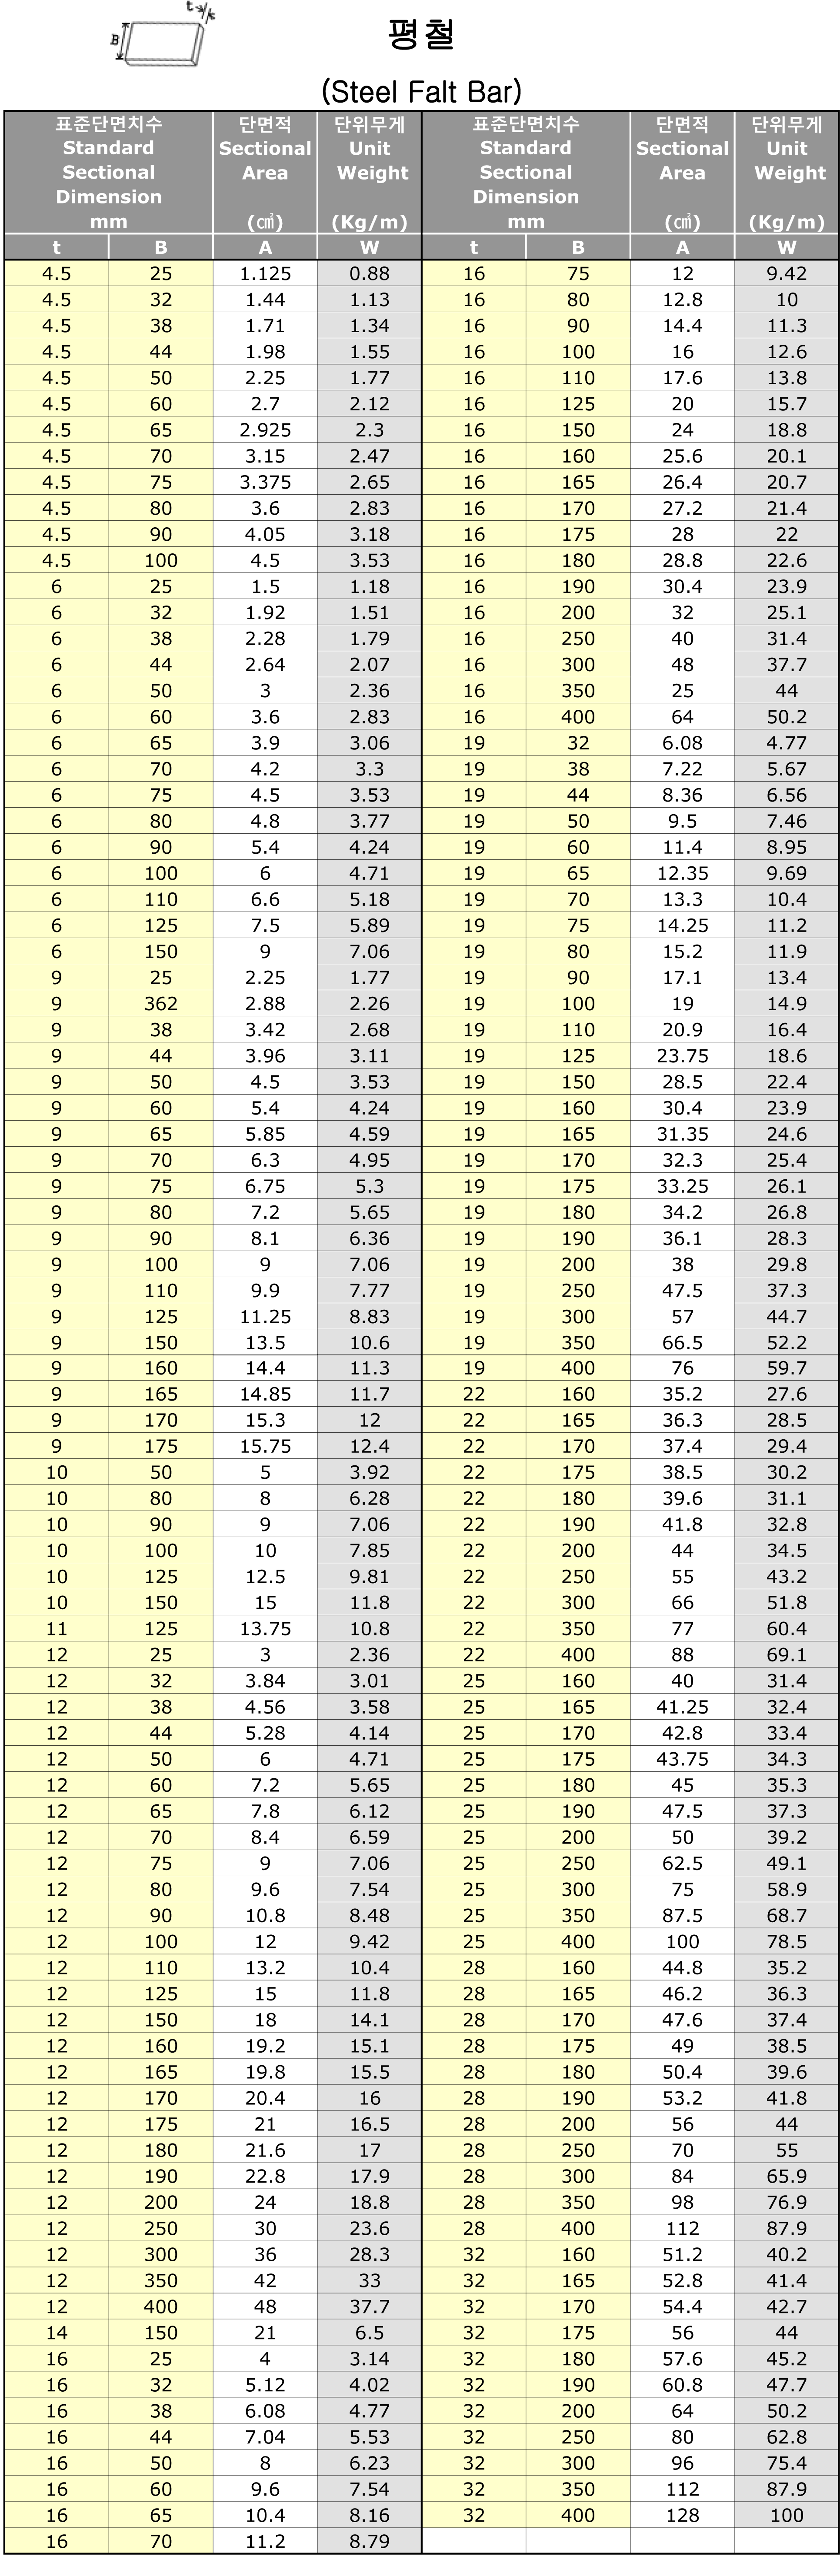 t
B
평철
(Steel Falt Bar)
표준단면치수 단면적 단위무게 표준단면치수 단면적 단위무게
Standard Sectional Unit Standard Sectional Unit
Sectional Area Weight Sectional Area Weight
Dimension Dimension
mm (㎠) (Kg/m) mm (㎠) (Kg/m)
t B A W t B A W
4.5 25 1.125 0.88 16 75 12 9.42
4.5 32 1.44 1.13 16 80 12.8 10
4.5 38 1.71 1.34 16 90 14.4 11.3
4.5 44 1.98 1.55 16 100 16 12.6
4.5 50 2.25 1.77 16 110 17.6 13.8
4.5 60 2.7 2.12 16 125 20 15.7
4.5 65 2.925 2.3 16 150 24 18.8
4.5 70 3.15 2.47 16 160 25.6 20.1
4.5 75 3.375 2.65 16 165 26.4 20.7
4.5 80 3.6 2.83 16 170 27.2 21.4
4.5 90 4.05 3.18 16 175 28 22
4.5 100 4.5 3.53 16 180 28.8 22.6
6 25 1.5 1.18 16 190 30.4 23.9
6 32 1.92 1.51 16 200 32 25.1
6 38 2.28 1.79 16 250 40 31.4
6 44 2.64 2.07 16 300 48 37.7
6 50 3 2.36 16 350 25 44
6 60 3.6 2.83 16 400 64 50.2
6 65 3.9 3.06 19 32 6.08 4.77
6 70 4.2 3.3 19 38 7.22 5.67
6 75 4.5 3.53 19 44 8.36 6.56
6 80 4.8 3.77 19 50 9.5 7.46
6 90 5.4 4.24 19 60 11.4 8.95
6 100 6 4.71 19 65 12.35 9.69
6 110 6.6 5.18 19 70 13.3 10.4
6 125 7.5 5.89 19 75 14.25 11.2
6 150 9 7.06 19 80 15.2 11.9
9 25 2.25 1.77 19 90 17.1 13.4
9 362 2.88 2.26 19 100 19 14.9
9 38 3.42 2.68 19 110 20.9 16.4
9 44 3.96 3.11 19 125 23.75 18.6
9 50 4.5 3.53 19 150 28.5 22.4
9 60 5.4 4.24 19 160 30.4 23.9
9 65 5.85 4.59 19 165 31.35 24.6
9 70 6.3 4.95 19 170 32.3 25.4
9 75 6.75 5.3 19 175 33.25 26.1
9 80 7.2 5.65 19 180 34.2 26.8
9 90 8.1 6.36 19 190 36.1 28.3
9 100 9 7.06 19 200 38 29.8
9 110 9.9 7.77 19 250 47.5 37.3
9 125 11.25 8.83 19 300 57 44.7
9 150 13.5 10.6 19 350 66.5 52.2
9 160 14.4 11.3 19 400 76 59.7
9 165 14.85 11.7 22 160 35.2 27.6
9 170 15.3 12 22 165 36.3 28.5
9 175 15.75 12.4 22 170 37.4 29.4
10 50 5 3.92 22 175 38.5 30.2
10 80 8 6.28 22 180 39.6 31.1
10 90 9 7.06 22 190 41.8 32.8
10 100 10 7.85 22 200 44 34.5
10 125 12.5 9.81 22 250 55 43.2
10 150 15 11.8 22 300 66 51.8
11 125 13.75 10.8 22 350 77 60.4
12 25 3 2.36 22 400 88 69.1
12 32 3.84 3.01 25 160 40 31.4
12 38 4.56 3.58 25 165 41.25 32.4
12 44 5.28 4.14 25 170 42.8 33.4
12 50 6 4.71 25 175 43.75 34.3
12 60 7.2 5.65 25 180 45 35.3
12 65 7.8 6.12 25 190 47.5 37.3
12 70 8.4 6.59 25 200 50 39.2
12 75 9 7.06 25 250 62.5 49.1
12 80 9.6 7.54 25 300 75 58.9
12 90 10.8 8.48 25 350 87.5 68.7
12 100 12 9.42 25 400 100 78.5
12 110 13.2 10.4 28 160 44.8 35.2
12 125 15 11.8 28 165 46.2 36.3
12 150 18 14.1 28 170 47.6 37.4
12 160 19.2 15.1 28 175 49 38.5
12 165 19.8 15.5 28 180 50.4 39.6
12 170 20.4 16 28 190 53.2 41.8
12 175 21 16.5 28 200 56 44
12 180 21.6 17 28 250 70 55
12 190 22.8 17.9 28 300 84 65.9
12 200 24 18.8 28 350 98 76.9
12 250 30 23.6 28 400 112 87.9
12 300 36 28.3 32 160 51.2 40.2
12 350 42 33 32 165 52.8 41.4
12 400 48 37.7 32 170 54.4 42.7
14 150 21 6.5 32 175 56 44
16 25 4 3.14 32 180 57.6 45.2
16 32 5.12 4.02 32 190 60.8 47.7
16 38 6.08 4.77 32 200 64 50.2
16 44 7.04 5.53 32 250 80 62.8
16 50 8 6.23 32 300 96 75.4
16 60 9.6 7.54 32 350 112 87.9
16 65 10.4 8.16 32 400 128 100
16 70 11.2 8.79